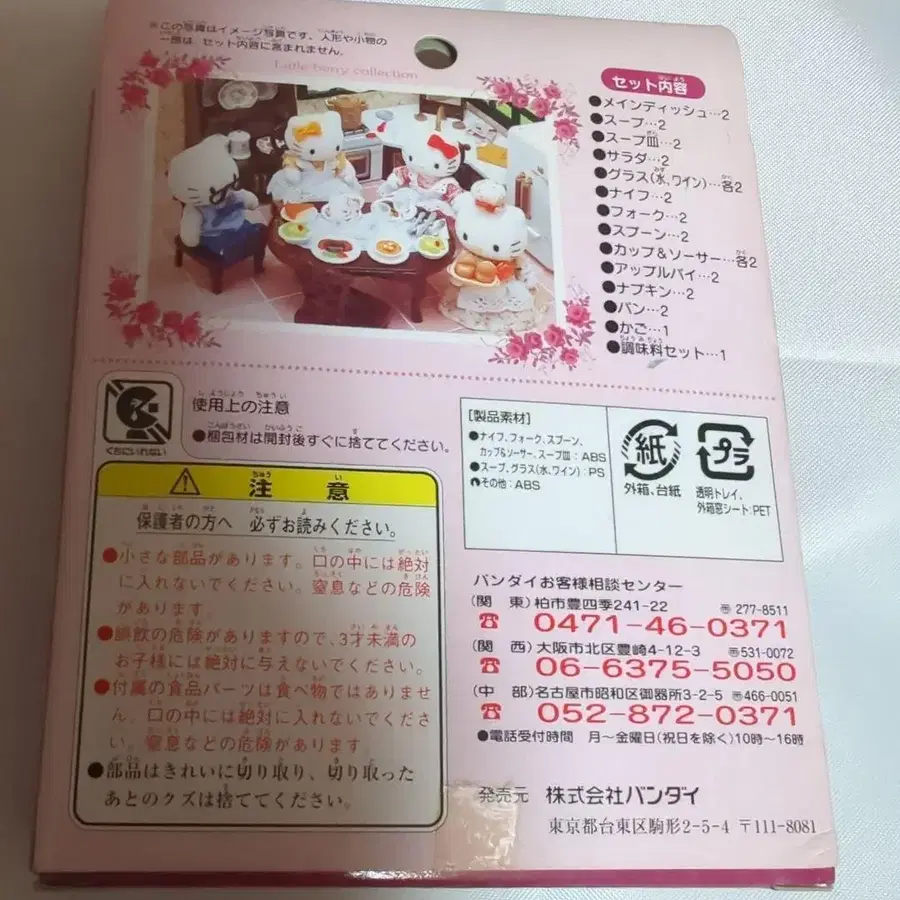 ※この写真はイメージ写真です。人形や小物の
一部は、セット内容に含まれません。
Little berry collection
セット内容
●メインディッシュ…2
●スープ…2
●スープ皿…2
●サラダ…2
●グラス(水、ワイン)…各2
●ナイフ…2
●フォーク…2
●スプーン…2
●カップ&ソーサー…各2
●アップルパイ…2
●ナプキン…2
●パン…2
●かご…1
●調味料セット…1
くちにいれない
使用上の注意
●梱包材は開封後すぐに捨ててください。
注意
保護者の方へ 必ずお読みください。
●小さな部品があります。口の中には絶対
に入れないでください。窒息などの危険
があります。
●誤飲の危険がありますので、3才未満の
お子様には絶対に与えないでください。
●付属の食品パーツは食べ物ではありませ
ん。口の中には絶対に入れないでくださ
い。窒息などの危険があります。
●部品はきれいに切り取り、切り取った
あとのクズは捨ててください。
[製品素材]
●ナイフ、フォーク、スプーン、
カップ&ソーサー、スープ皿:ABS
●スープ、グラス(水、ワイン):PS
●その他:ABS
紙
外箱、台紙
プラ
透明トレイ、
外箱窓シート:PET
バンダイお客様相談センター
(関 東)柏市豊四季241-22 〒277-8511
☎ 0471-46-0371
(関 西)大阪市北区豊崎4-12-3 〒531-0072
☎ 06-6375-5050
(中 部)名古屋市昭和区御器所3-2-5 〒466-0051
☎ 052-872-0371
●電話受付時間 月〜金曜日(祝日を除く)10時〜16時
発売元 株式会社バンダイ
東京都台東区駒形2-5-4 〒111-8081